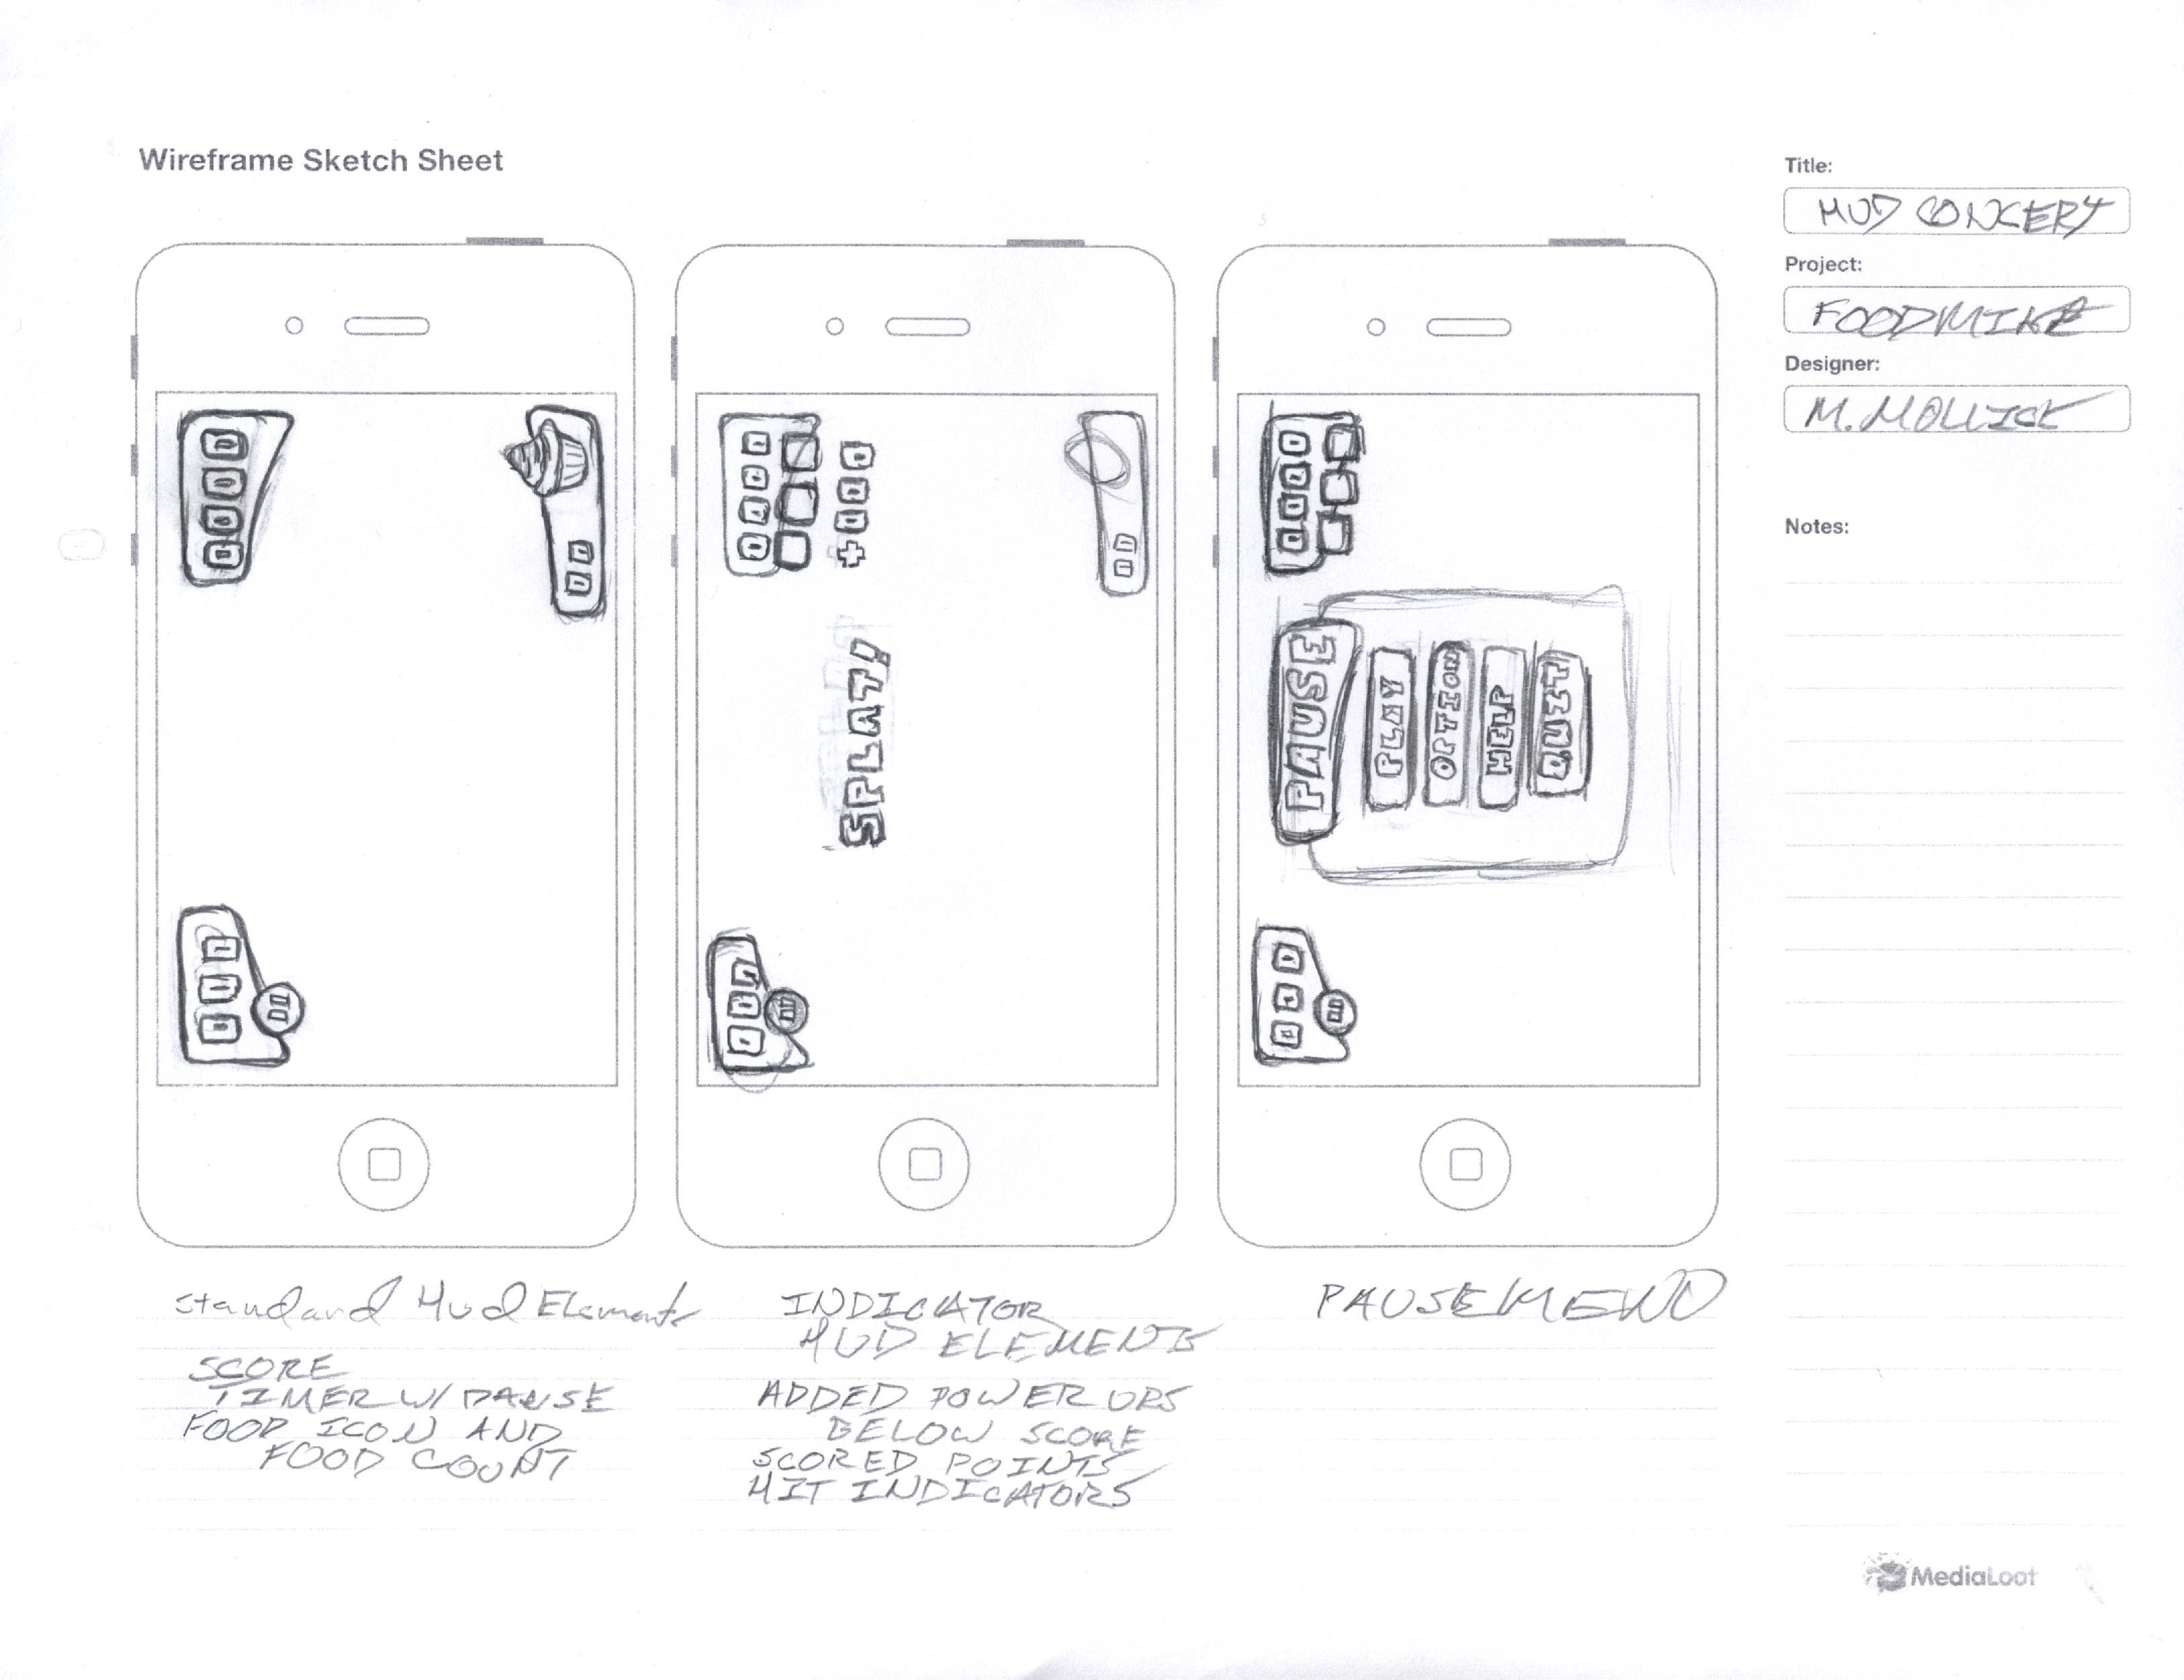 Wireframe Sketch Sheet
Title:
HUD CONCEPT
Project:
FOOD MIKE
Designer:
M. MOLLICK
Notes:
SPLAT!
PAUSE
PLAY
OPTION
HELP
QUIT
Standard Hud Elements
SCORE
TIMER W/ PAUSE
FOOD ICON AND
FOOD COUNT
INDICATOR
HUD ELEMENTS
ADDED POWER UPS
BELOW SCORE
SCORED POINTS
HIT INDICATORS
PAUSE MENU
MediaLoot